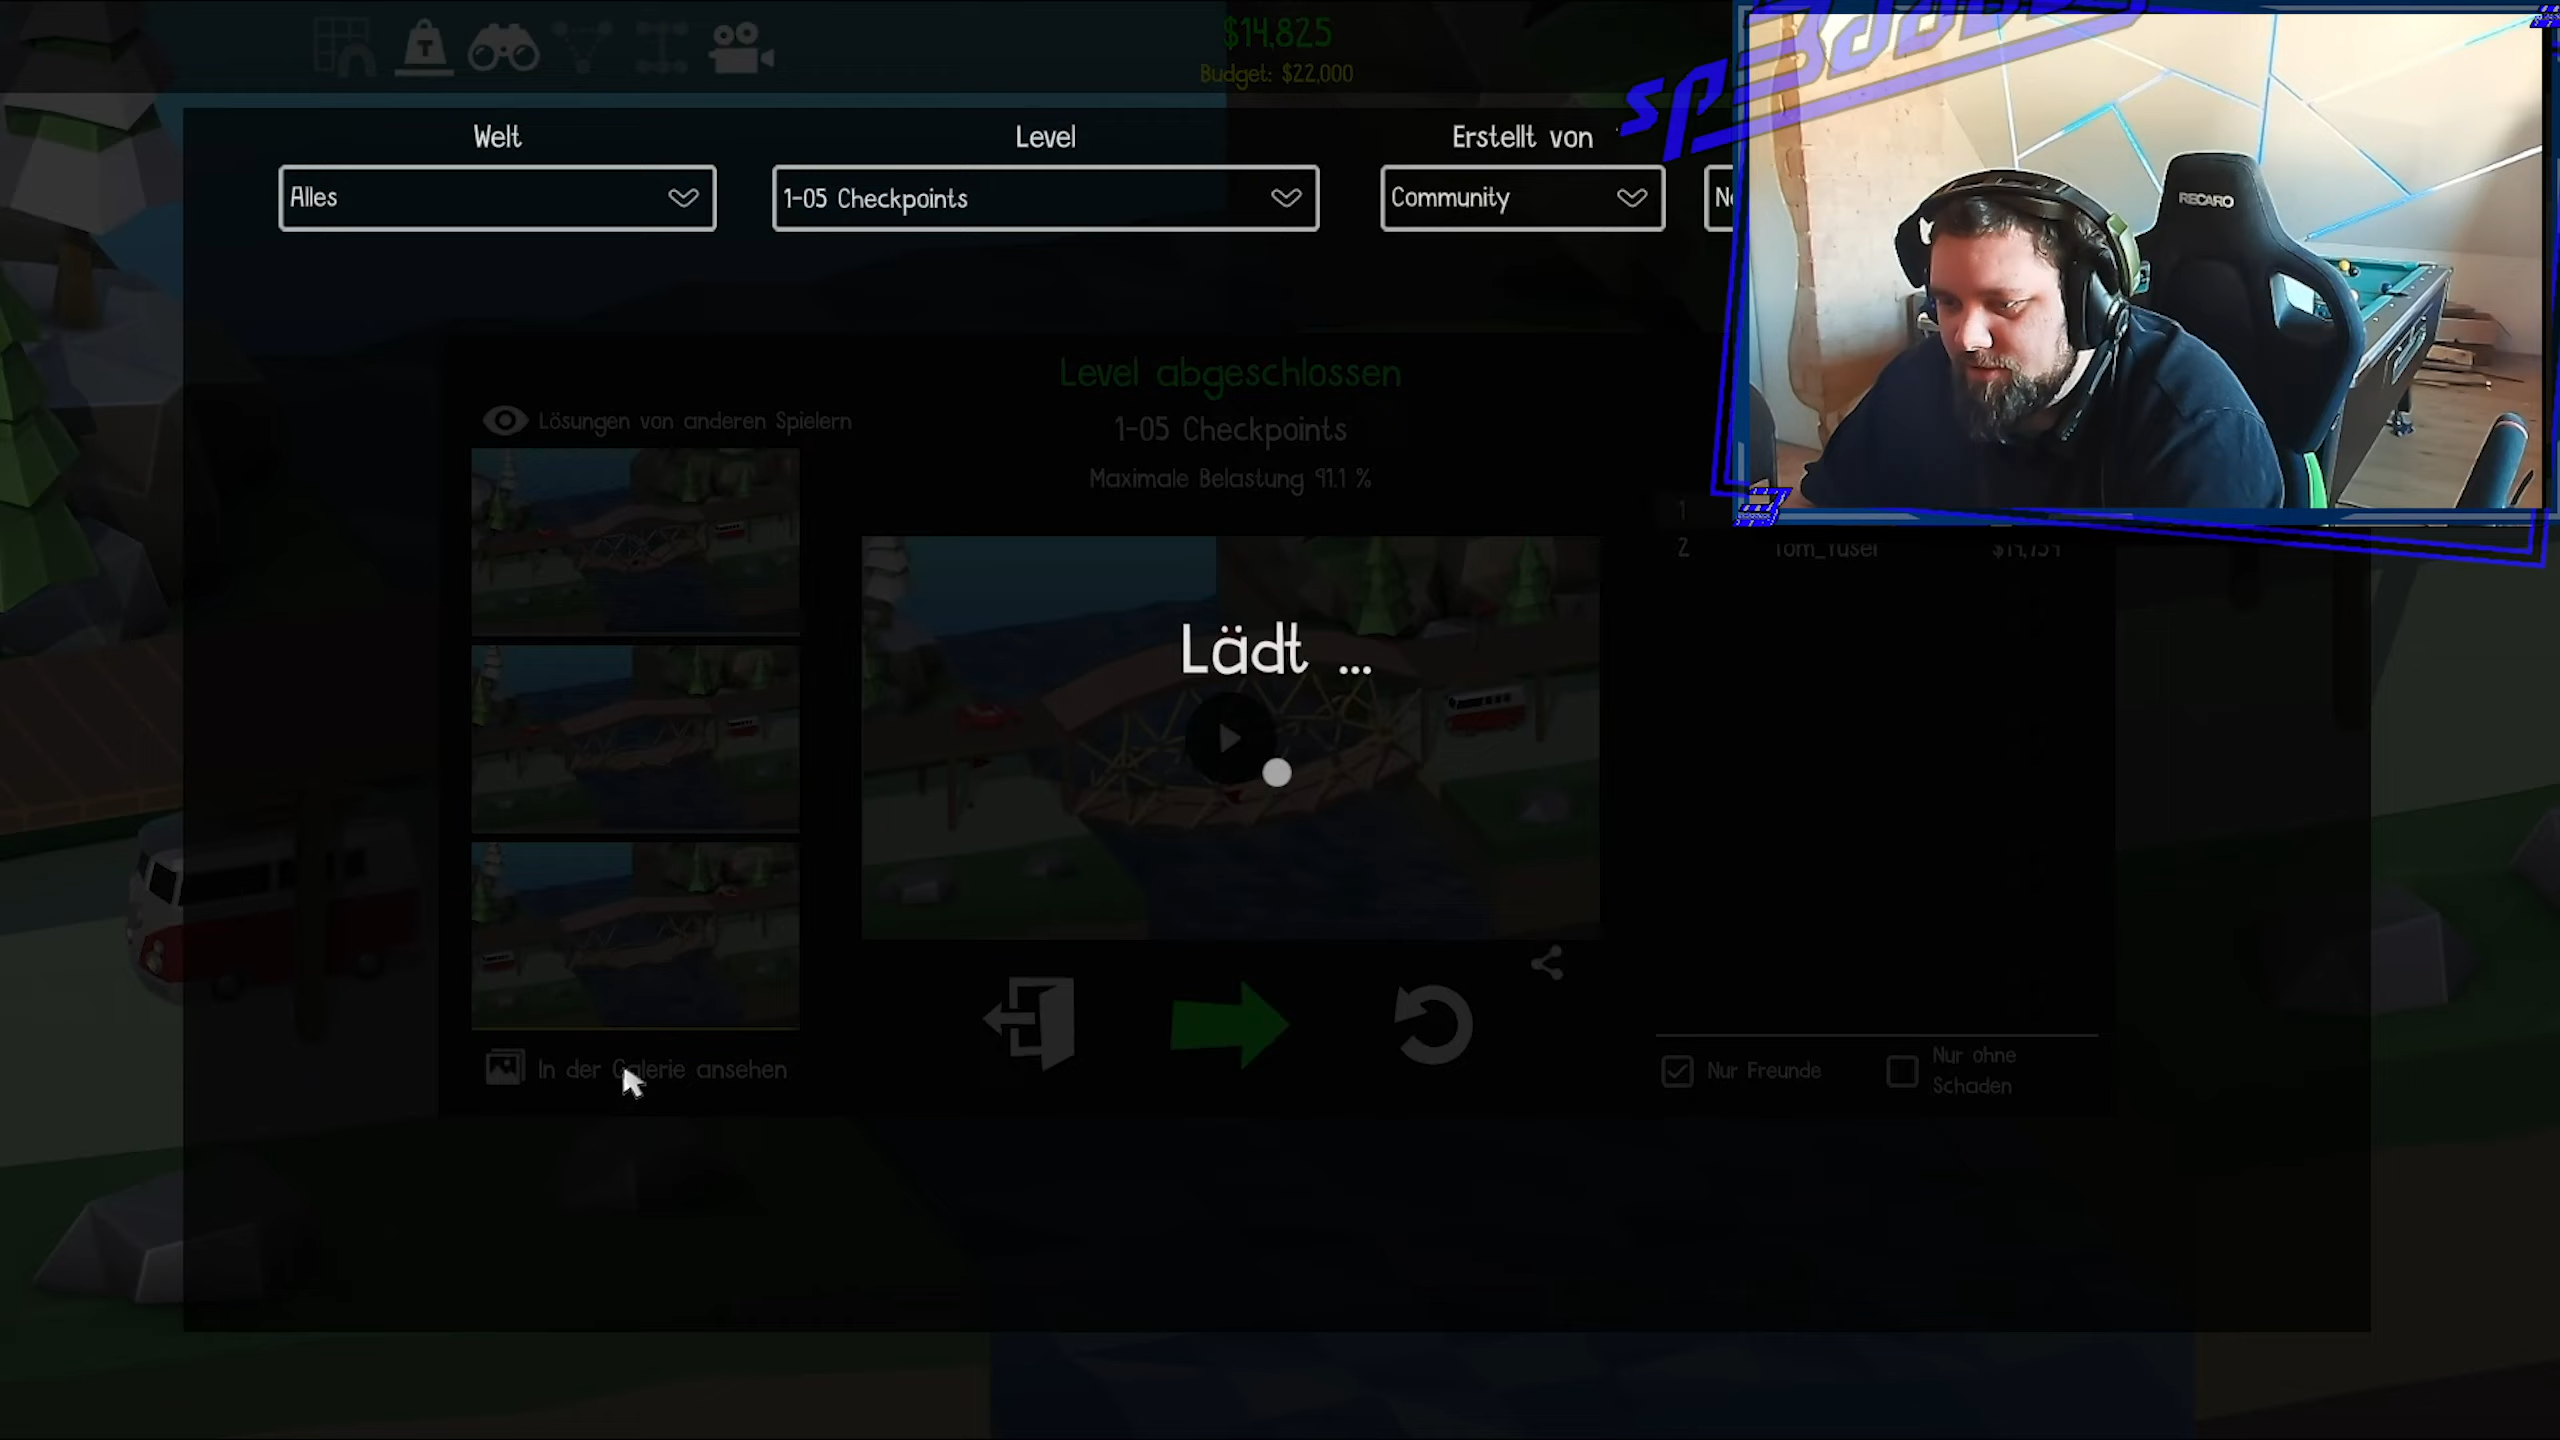 $14,825
Budget: $22,000
Welt
Level
Erstellt von
Alles
1-05 Checkpoints
Community
RECARO
Level abgeschlossen
1-05 Checkpoints
Maximale Belastung 91.1 %
Lösungen von anderen Spielern
1
2
Lädt ...
In der Galerie ansehen
Nur Freunde
Nur ohne
Schaden